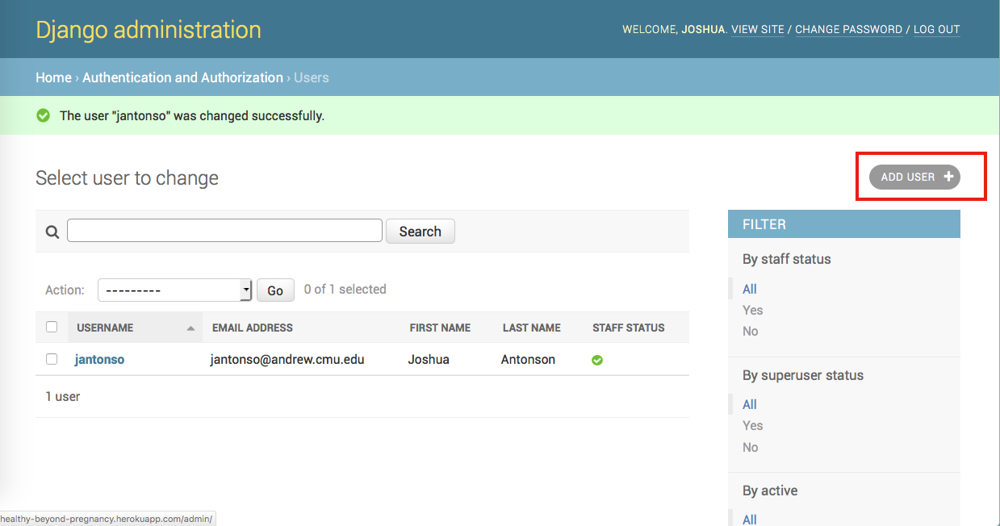 Django administration
WELCOME, JOSHUA. VIEW SITE / CHANGE PASSWORD / LOG OUT
Home › Authentication and Authorization › Users
The user "jantonso" was changed successfully.
Select user to change
ADD USER +
Search
Action: --------- Go 0 of 1 selected
USERNAME EMAIL ADDRESS FIRST NAME LAST NAME STAFF STATUS
jantonso jantonso@andrew.cmu.edu Joshua Antonson
1 user
FILTER
By staff status
All
Yes
No
By superuser status
All
Yes
No
By active
All
healthy-beyond-pregnancy.herokuapp.com/admin/